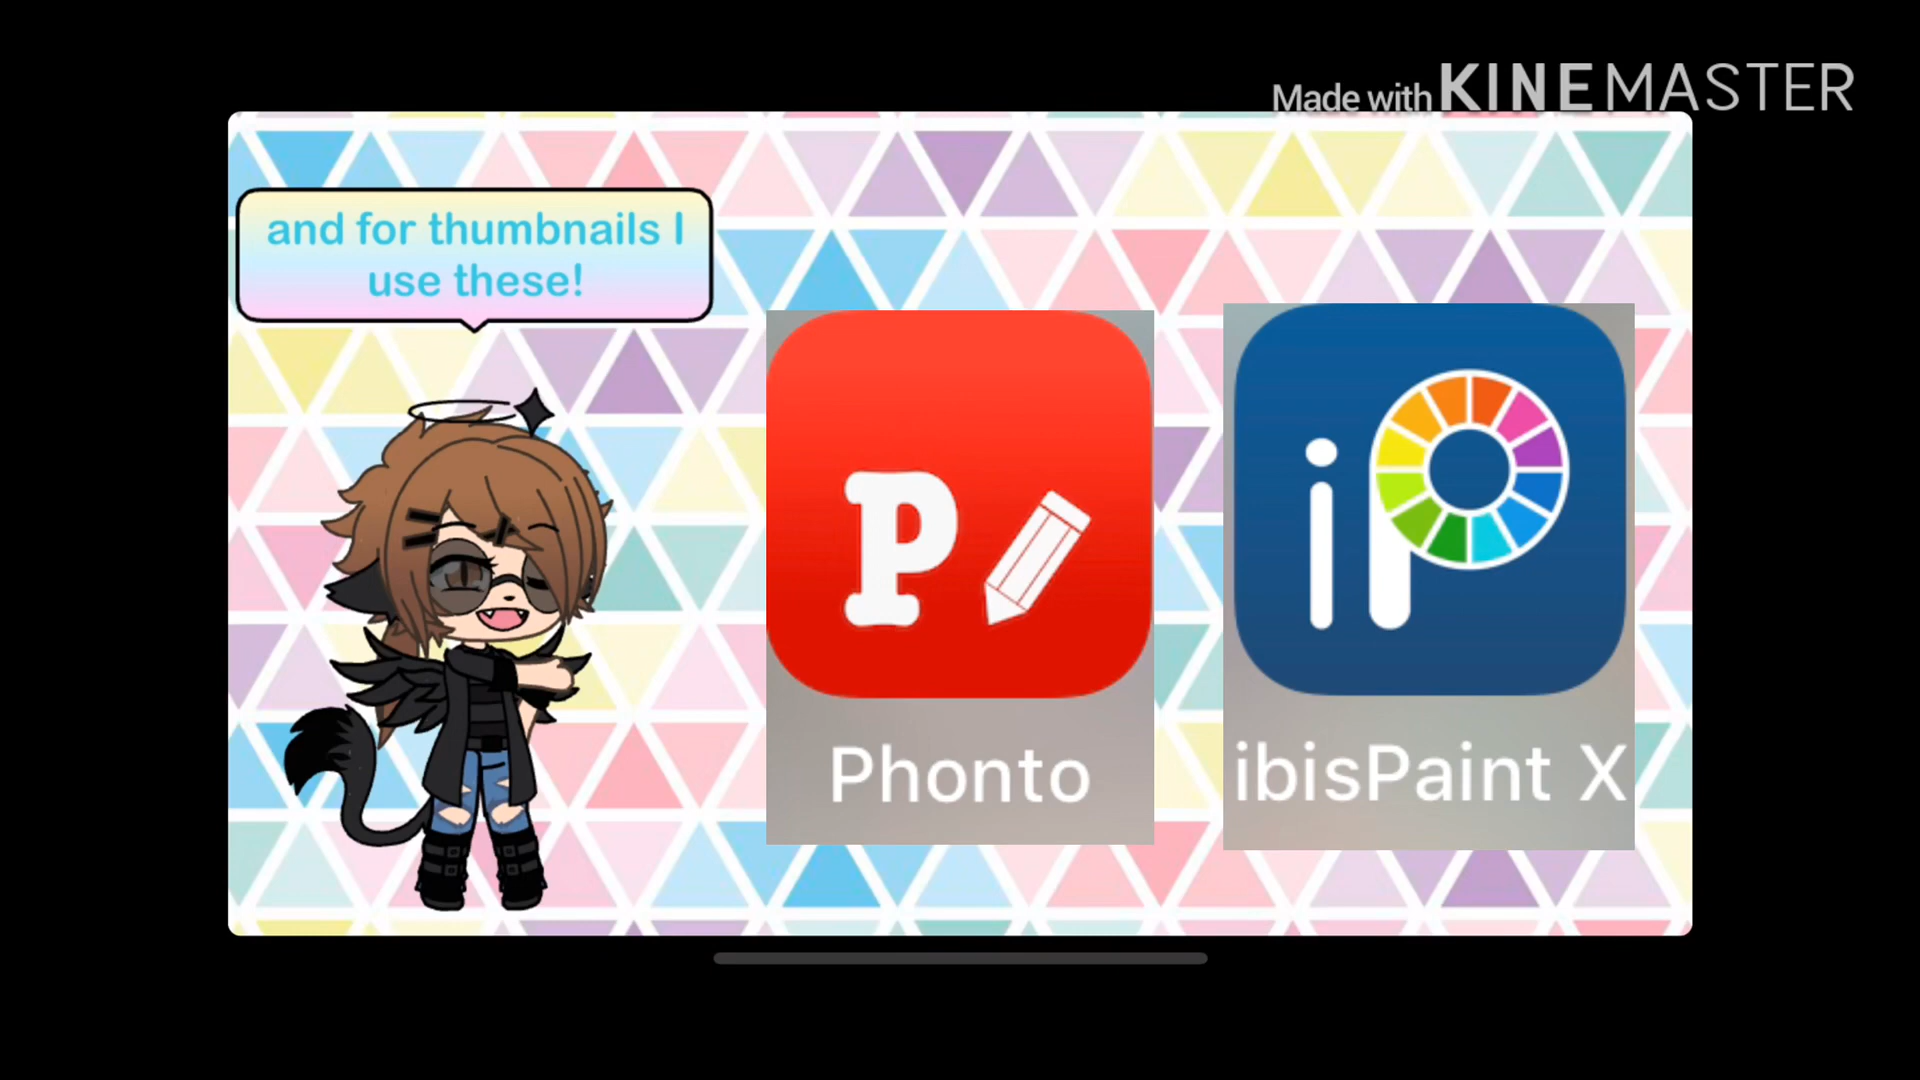 Made with KINEMASTER
and for thumbnails I
use these!
P
iP
Phonto
ibisPaint X